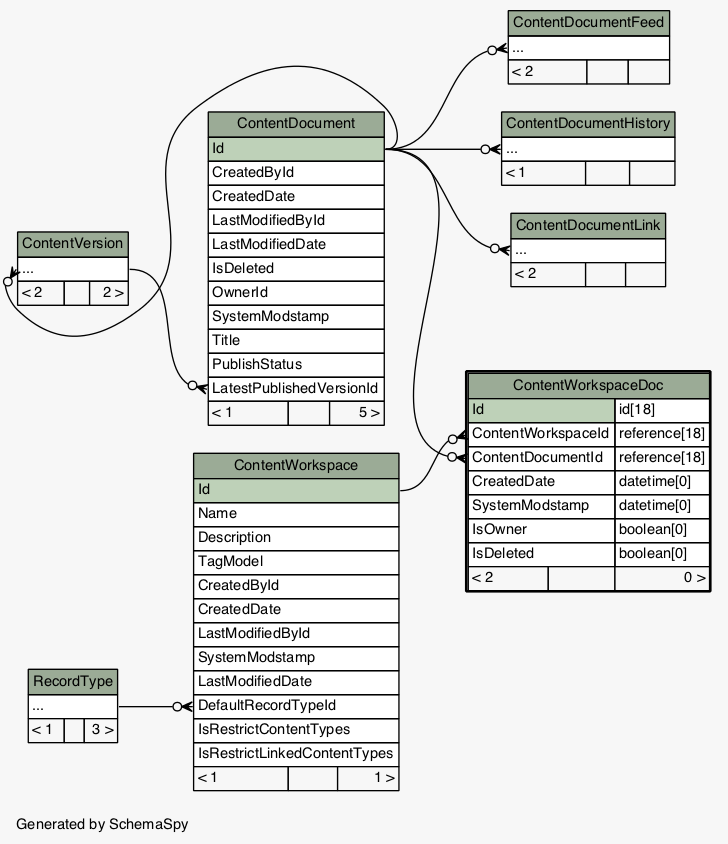 ContentDocumentFeed
...
< 2
ContentDocumentHistory
...
< 1
ContentDocumentLink
...
< 2
ContentDocument
Id
CreatedById
CreatedDate
LastModifiedById
LastModifiedDate
IsDeleted
OwnerId
SystemModstamp
Title
PublishStatus
LatestPublishedVersionId
< 1 5 >
ContentVersion
...
< 2 2 >
ContentWorkspaceDoc
Id id[18]
ContentWorkspaceId reference[18]
ContentDocumentId reference[18]
CreatedDate datetime[0]
SystemModstamp datetime[0]
IsOwner boolean[0]
IsDeleted boolean[0]
< 2 0 >
ContentWorkspace
Id
Name
Description
TagModel
CreatedById
CreatedDate
LastModifiedById
SystemModstamp
LastModifiedDate
DefaultRecordTypeId
IsRestrictContentTypes
IsRestrictLinkedContentTypes
< 1 1 >
RecordType
...
< 1 3 >
Generated by SchemaSpy